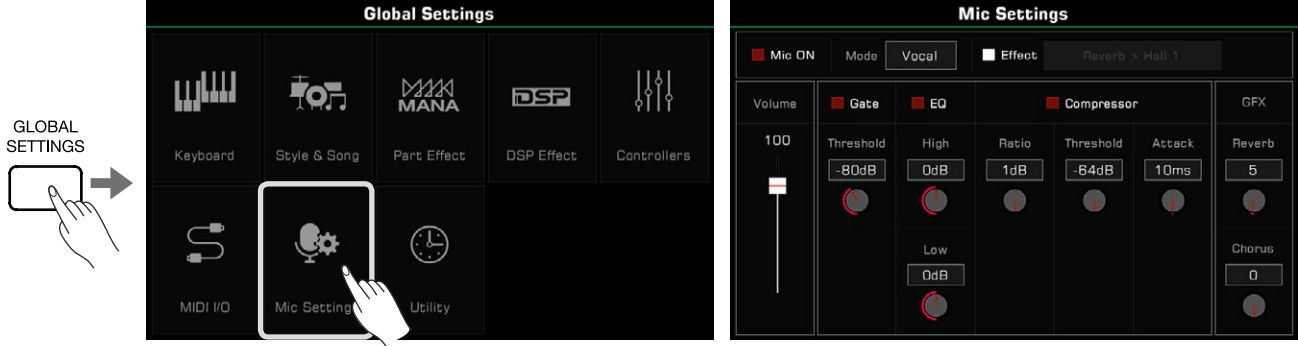 GLOBAL
SETTINGS
Global Settings
Keyboard
Style & Song
MANA
Part Effect
DSP
DSP Effect
Controllers
MIDI I/O
Mic Setting
Utility
Mic Settings
Mic ON
Mode
Vocal
Effect
Reverb > Hall 1
Volume
Gate
EQ
Compressor
GFX
100
Threshold
High
Ratio
Threshold
Attack
Reverb
-80dB
0dB
1dB
-64dB
10ms
5
Low
Chorus
0dB
0